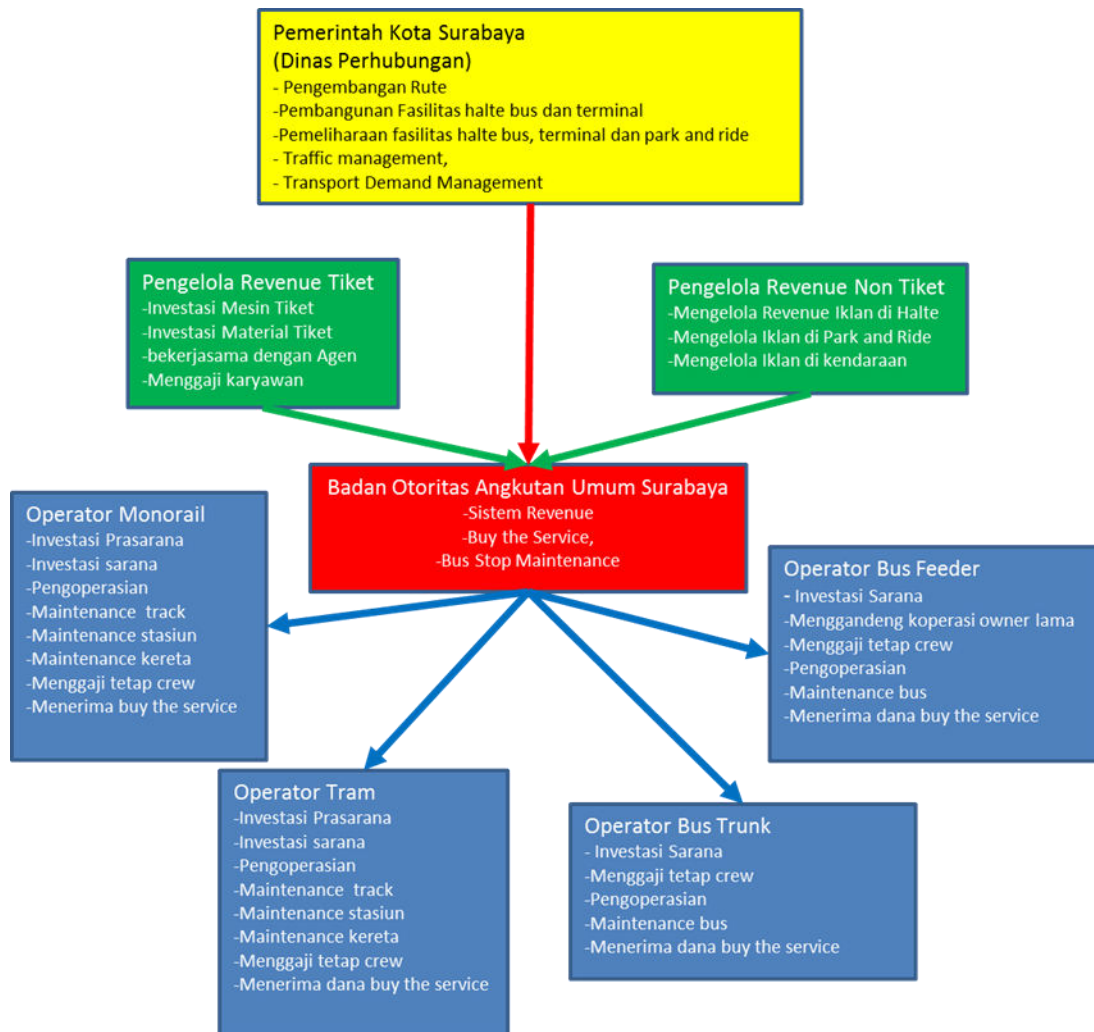 Pemerintah Kota Surabaya
(Dinas Perhubungan)
- Pengembangan Rute
-Pembangunan Fasilitas halte bus dan terminal
-Pemeliharaan fasilitas halte bus, terminal dan park and ride
- Traffic management,
- Transport Demand Management
Pengelola Revenue Tiket
-Investasi Mesin Tiket
-Investasi Material Tiket
-bekerjasama dengan Agen
-Menggaji karyawan
Pengelola Revenue Non Tiket
-Mengelola Revenue Iklan di Halte
-Mengelola Iklan di Park and Ride
-Mengelola Iklan di kendaraan
Badan Otoritas Angkutan Umum Surabaya
-Sistem Revenue
-Buy the Service,
-Bus Stop Maintenance
Operator Monorail
-Investasi Prasarana
-Investasi sarana
-Pengoperasian
-Maintenance track
-Maintenance stasiun
-Maintenance kereta
-Menggaji tetap crew
-Menerima buy the service
Operator Bus Feeder
- Investasi Sarana
-Menggandeng koperasi owner lama
-Menggaji tetap crew
-Pengoperasian
-Maintenance bus
-Menerima dana buy the service
Operator Tram
-Investasi Prasarana
-Investasi sarana
-Pengoperasian
-Maintenance track
-Maintenance stasiun
-Maintenance kereta
-Menggaji tetap crew
-Menerima dana buy the service
Operator Bus Trunk
- Investasi Sarana
-Menggaji tetap crew
-Pengoperasian
-Maintenance bus
-Menerima dana buy the service